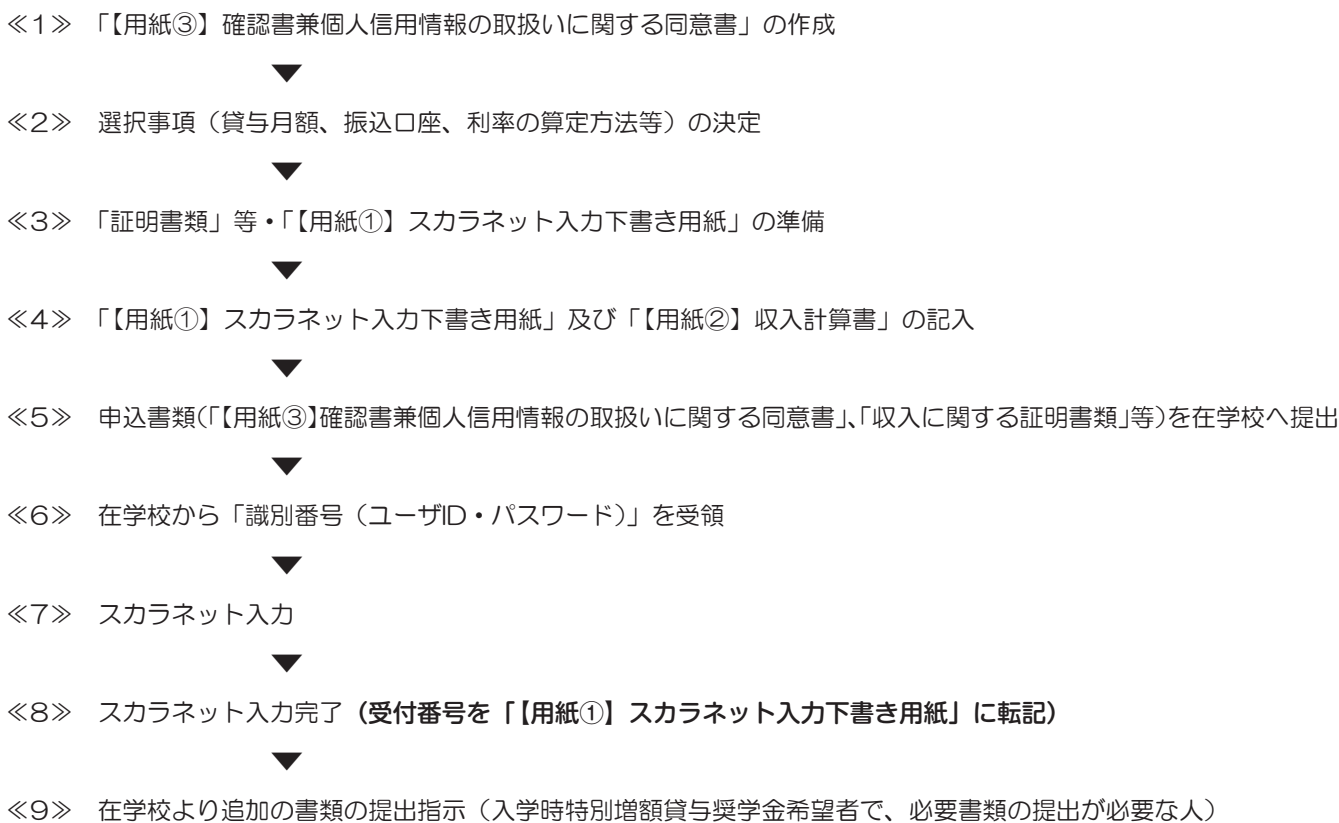 ≪1≫ 「【用紙③】確認書兼個人信用情報の取扱いに関する同意書」の作成
▼
≪2≫ 選択事項（貸与月額、振込口座、利率の算定方法等）の決定
▼
≪3≫ 「証明書類」等・「【用紙①】スカラネット入力下書き用紙」の準備
▼
≪4≫ 「【用紙①】スカラネット入力下書き用紙」及び「【用紙②】収入計算書」の記入
▼
≪5≫ 申込書類（「【用紙③】確認書兼個人信用情報の取扱いに関する同意書」、「収入に関する証明書類」等）を在学校へ提出
▼
≪6≫ 在学校から「識別番号（ユーザID・パスワード）」を受領
▼
≪7≫ スカラネット入力
▼
≪8≫ スカラネット入力完了（受付番号を「【用紙①】スカラネット入力下書き用紙」に転記）
▼
≪9≫ 在学校より追加の書類の提出指示（入学時特別増額貸与奨学金希望者で、必要書類の提出が必要な人）